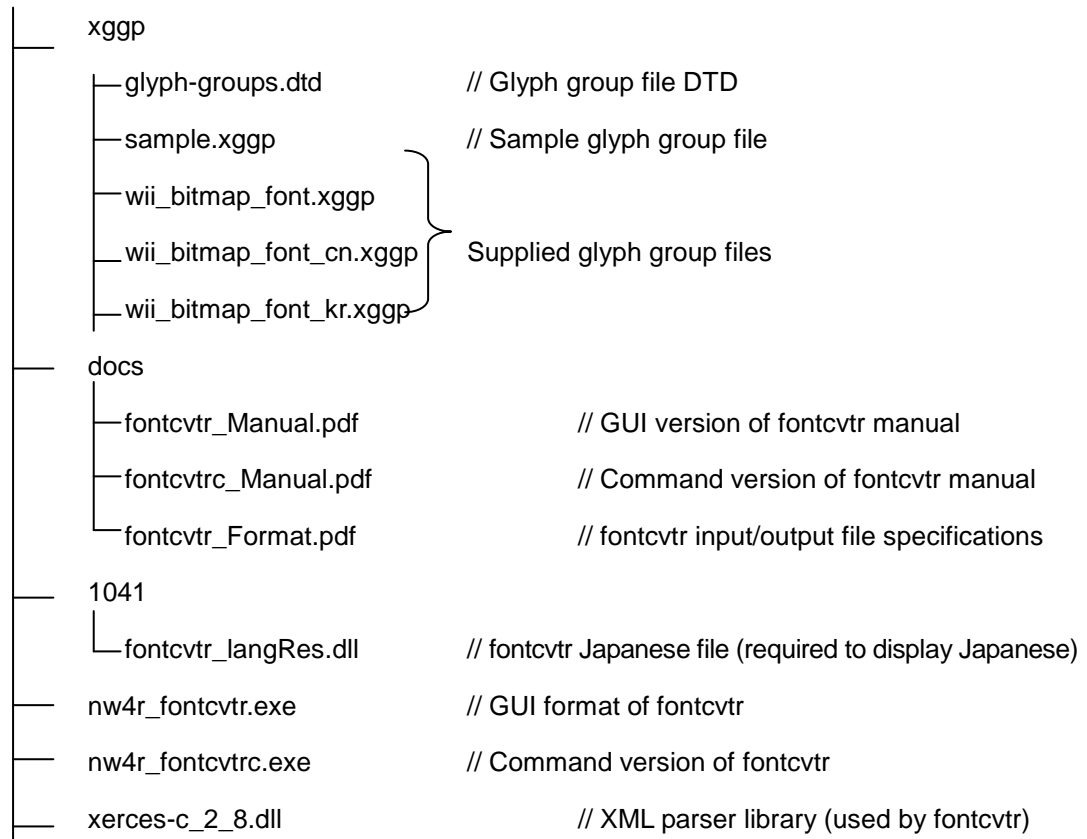 xggp
glyph-groups.dtd // Glyph group file DTD
sample.xggp // Sample glyph group file
wii_bitmap_font.xggp
wii_bitmap_font_cn.xggp Supplied glyph group files
wii_bitmap_font_kr.xggp
docs
fontcvtr_Manual.pdf // GUI version of fontcvtr manual
fontcvtrc_Manual.pdf // Command version of fontcvtr manual
fontcvtr_Format.pdf // fontcvtr input/output file specifications
1041
fontcvtr_langRes.dll // fontcvtr Japanese file (required to display Japanese)
nw4r_fontcvtr.exe // GUI format of fontcvtr
nw4r_fontcvtrc.exe // Command version of fontcvtr
xerces-c_2_8.dll // XML parser library (used by fontcvtr)